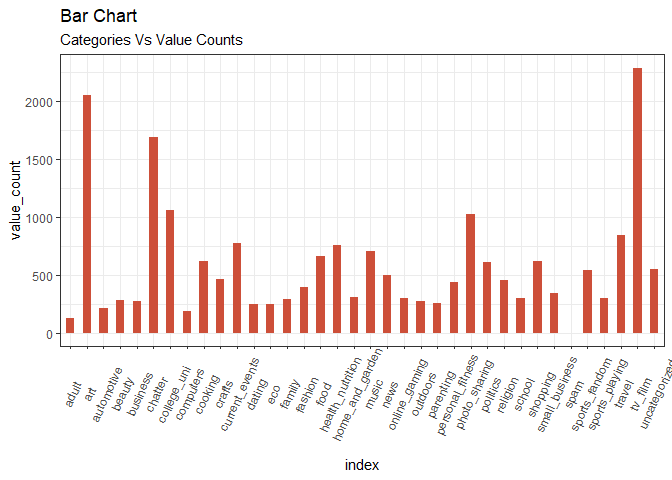 Bar Chart
Categories Vs Value Counts
value_count
2000
1500
1000
500
0
adult
art
automotive
beauty
business
chatter
college_uni
computers
cooking
crafts
current_events
dating
eco
family
fashion
food
health_nutrition
home_and_garden
music
news
online_gaming
outdoors
parenting
personal_fitness
photo_sharing
politics
religion
school
shopping
small_business
spam
sports_fandom
sports_playing
travel
tv_film
uncategorized
index